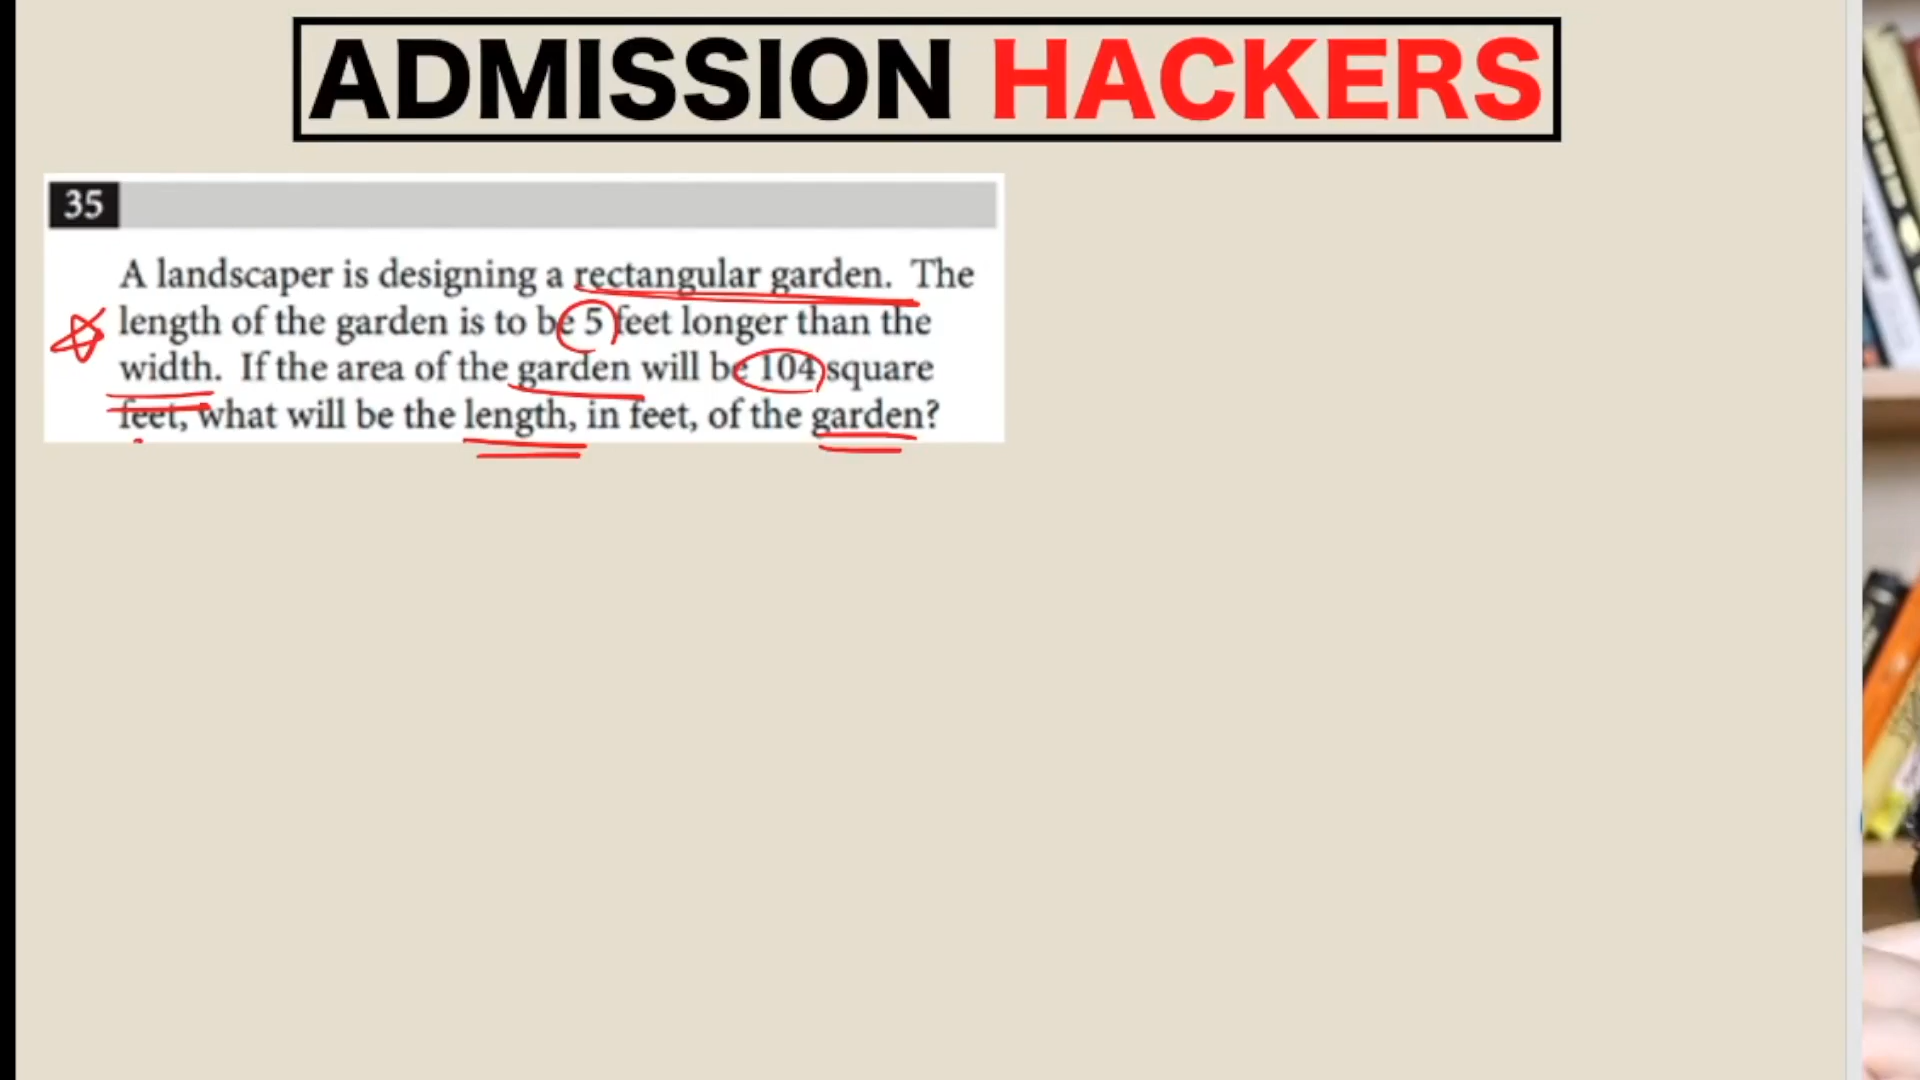 ADMISSION HACKERS
35
A landscaper is designing a rectangular garden. The
length of the garden is to be 5 feet longer than the
width. If the area of the garden will be 104 square
feet, what will be the length, in feet, of the garden?